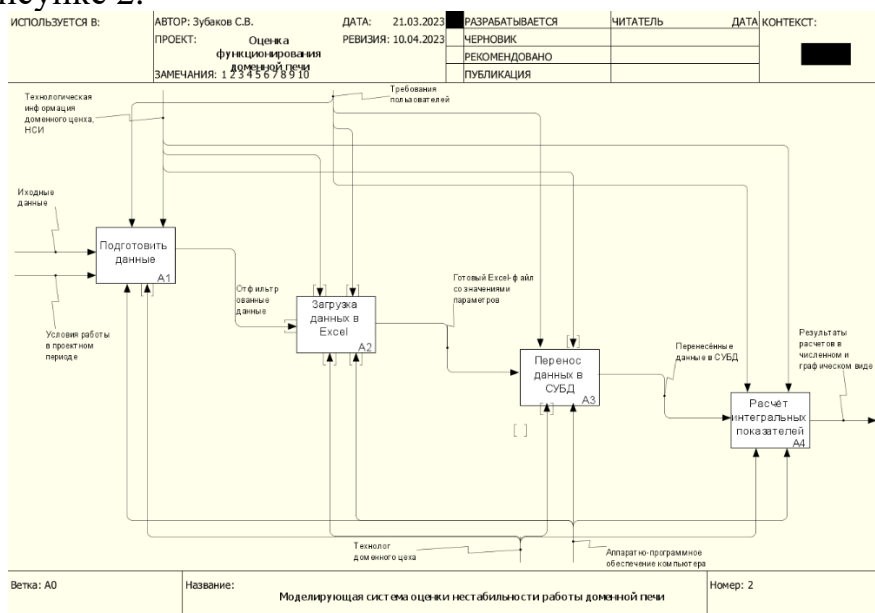 исунке 2.
ИСПОЛЬЗУЕТСЯ В:
АВТОР: Зубаков С.В.
ДАТА: 21.03.2023
РАЗРАБАТЫВАЕТСЯ
ЧИТАТЕЛЬ
ДАТА
КОНТЕКСТ:
ПРОЕКТ: Оценка
функционирования
доменной печи
РЕВИЗИЯ: 10.04.2023
ЧЕРНОВИК
РЕКОМЕНДОВАНО
ЗАМЕЧАНИЯ: 1 2 3 4 5 6 7 8 9 10
ПУБЛИКАЦИЯ
Технологическая
информация
доменного ценха,
НСИ
Требования
пользователей
Иходные
данные
Подготовить
данные
A1
Условия работы
в проектном
периоде
Отфильтр
ованные
данные
Загрузка
данных в
Excel
A2
Готовый Excel-файл
со значениями
параметров
Перенос
данных в
СУБД
A3
Перенесённые
данные в СУБД
Результаты
расчетов в
численном и
графическом виде
Расчёт
интегральных
показателей
A4
Технолог
доменного цеха
Аппаратно-программное
обеспечение компьютера
Ветка: A0
Название:
Моделирующая система оценки нестабильности работы доменной печи
Номер: 2